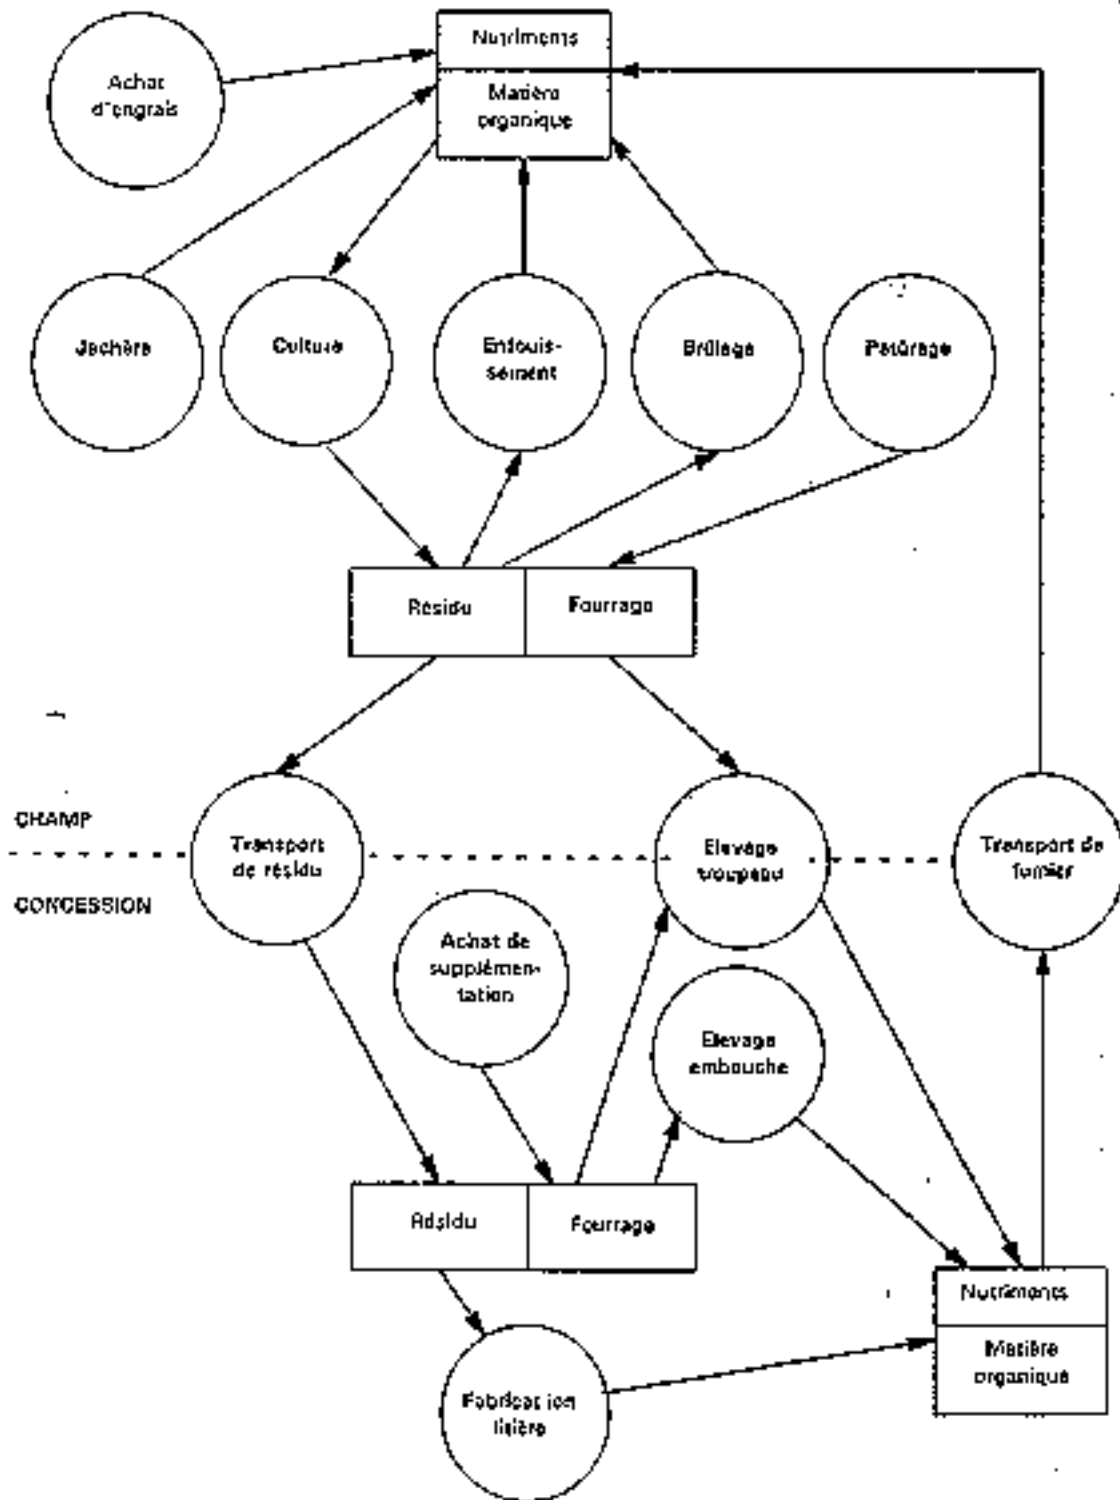 Nutriments
Achat
d'engrais
Matière
organique
Jachère
Culture
Enfouis-
sement
Brûlage
Paturage
Résidu
Fourrage
CHAMP
CONCESSION
Transport
de résidu
Elevage
troupeau
Transport de
fumier
Achat de
supplémen-
tation
Elevage
embouche
Résidu
Fourrage
Nutriments
Matière
organique
Fabrication
litière